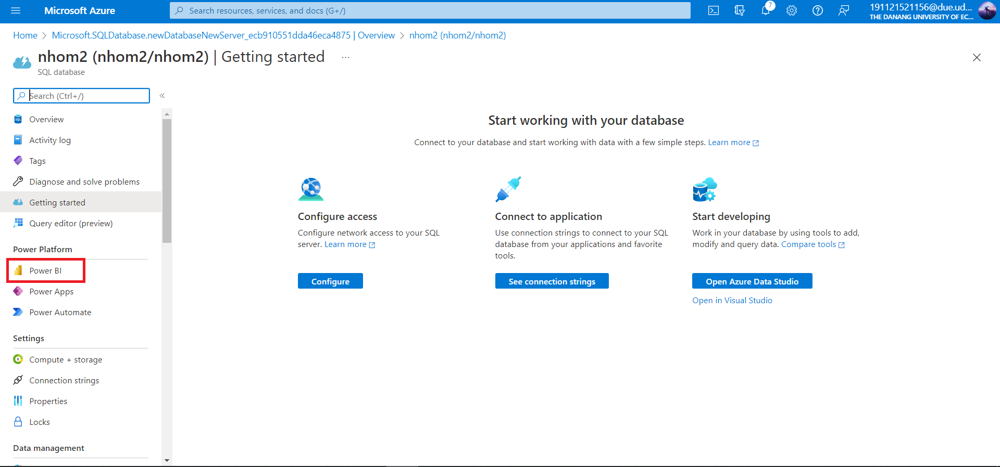 Microsoft Azure
Search resources, services, and docs (G+/)
7
191121521156@due.ud...
THE DANANG UNIVERSITY OF EC...
Home > Microsoft.SQLDatabase.newDatabaseNewServer_ecb910551dda46eca4875 | Overview > nhom2 (nhom2/nhom2)
nhom2 (nhom2/nhom2) | Getting started ...
SQL database
Search (Ctrl+/)
«
SQL
Overview
Activity log
Tags
Diagnose and solve problems
Getting started
Query editor (preview)
Power Platform
Power BI
Power Apps
Power Automate
Settings
Compute + storage
Connection strings
Properties
Locks
Data management
Start working with your database
Connect to your database and start working with data with a few simple steps. Learn more
Configure access
Configure network access to your SQL
server. Learn more
Configure
Connect to application
Use connection strings to connect to your SQL
database from your applications and favorite
tools.
See connection strings
Start developing
Work in your database by using tools to add,
modify and query data. Compare tools
Open Azure Data Studio
Open in Visual Studio